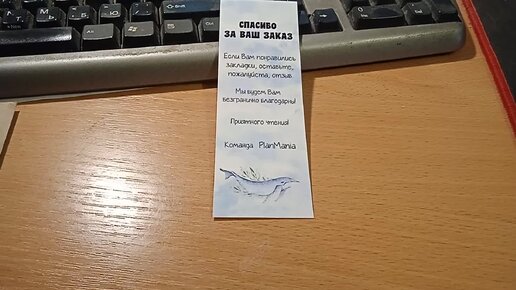 СПАСИБО
ЗА ВАШ ЗАКАЗ
Если Вам понравились
закладки, оставьте,
пожалуйста, отзыв.
Мы будем Вам
безгранично благодарны!
Приятного чтения!
Команда PlanMania